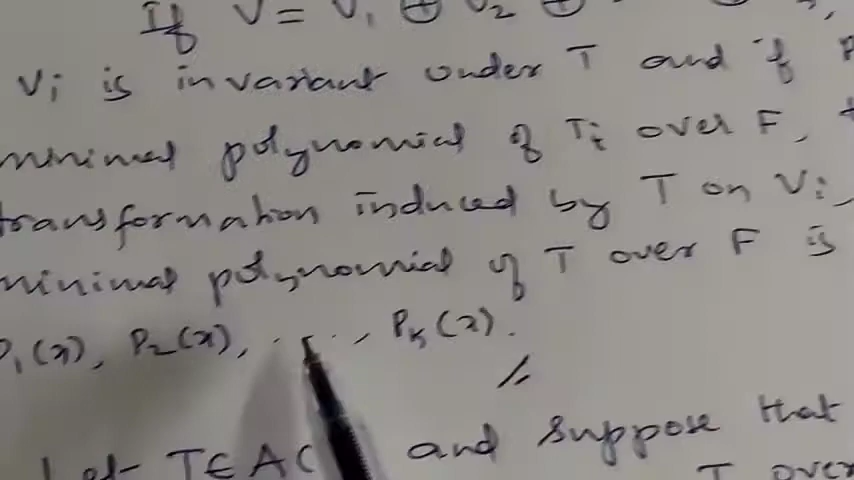 If V = V₁ ⊕ V₂ ⊕
Vi is invariant under T and if P
minimal polynomial of Ti over F,
transformation induced by T on Vi,
minimal polynomial of T over F is
P₁(x), P₂(x), ...., Pk(x).
Let T∈A( and suppose that
T over